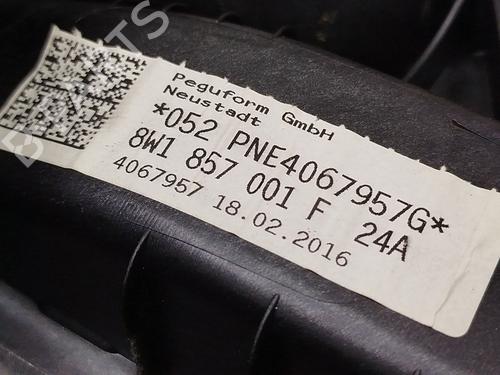 Peguform GmbH
Neustadt
*052 PNE4067957G*
8W1 857 001 F 24A
4067957 18.02.2016